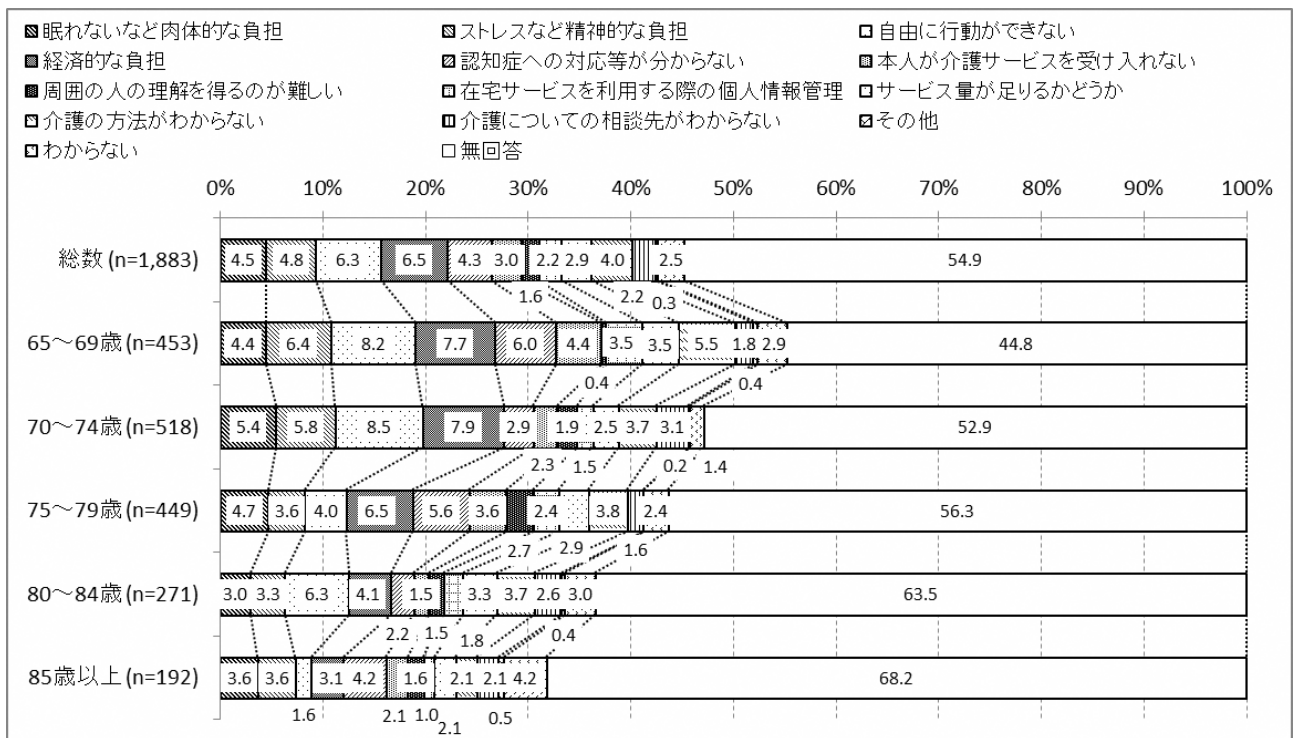 眠れないなど肉体的な負担 ストレスなど精神的な負担 自由に行動ができない
経済的な負担 認知症への対応等が分からない 本人が介護サービスを受け入れない
周囲の人の理解を得るのが難しい 在宅サービスを利用する際の個人情報管理 サービス量が足りるかどうか
介護の方法がわからない 介護についての相談先がわからない その他
わからない 無回答
0% 10% 20% 30% 40% 50% 60% 70% 80% 90% 100%
総数(n=1,883) 4.5 4.8 6.3 6.5 4.3 3.0 2.2 2.9 4.0 2.5 54.9
1.6 2.2 0.3
65～69歳(n=453) 4.4 6.4 8.2 7.7 6.0 4.4 3.5 3.5 5.5 1.8 2.9 44.8
0.4 0.4
70～74歳(n=518) 5.4 5.8 8.5 7.9 2.9 1.9 2.5 3.7 3.1 52.9
2.3 1.5 0.2 1.4
75～79歳(n=449) 4.7 3.6 4.0 6.5 5.6 3.6 2.4 3.8 2.4 56.3
2.7 2.9 1.6
80～84歳(n=271) 3.0 3.3 6.3 4.1 1.5 3.3 3.7 2.6 3.0 63.5
2.2 1.5 1.8 0.4
85歳以上(n=192) 3.6 3.6 3.1 4.2 1.6 2.1 2.1 4.2 68.2
1.6 2.1 1.0 2.1 0.5